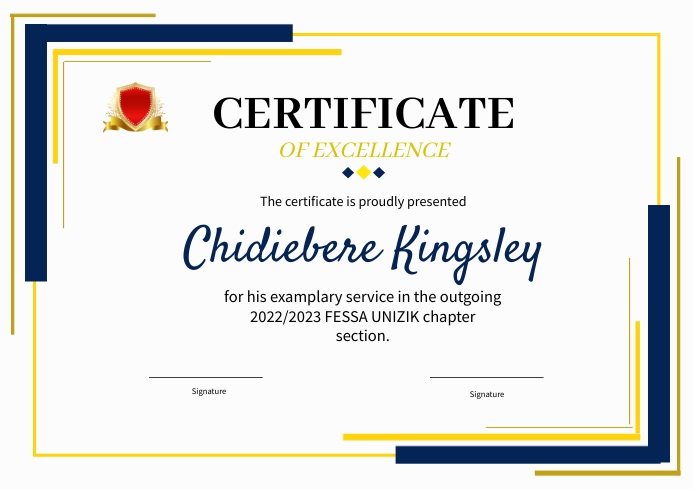 CERTIFICATE
OF EXCELLENCE
The certificate is proudly presented
Chidiebere Kingsley
for his examplary service in the outgoing
2022/2023 FESSA UNIZIK chapter
section.
Signature
Signature